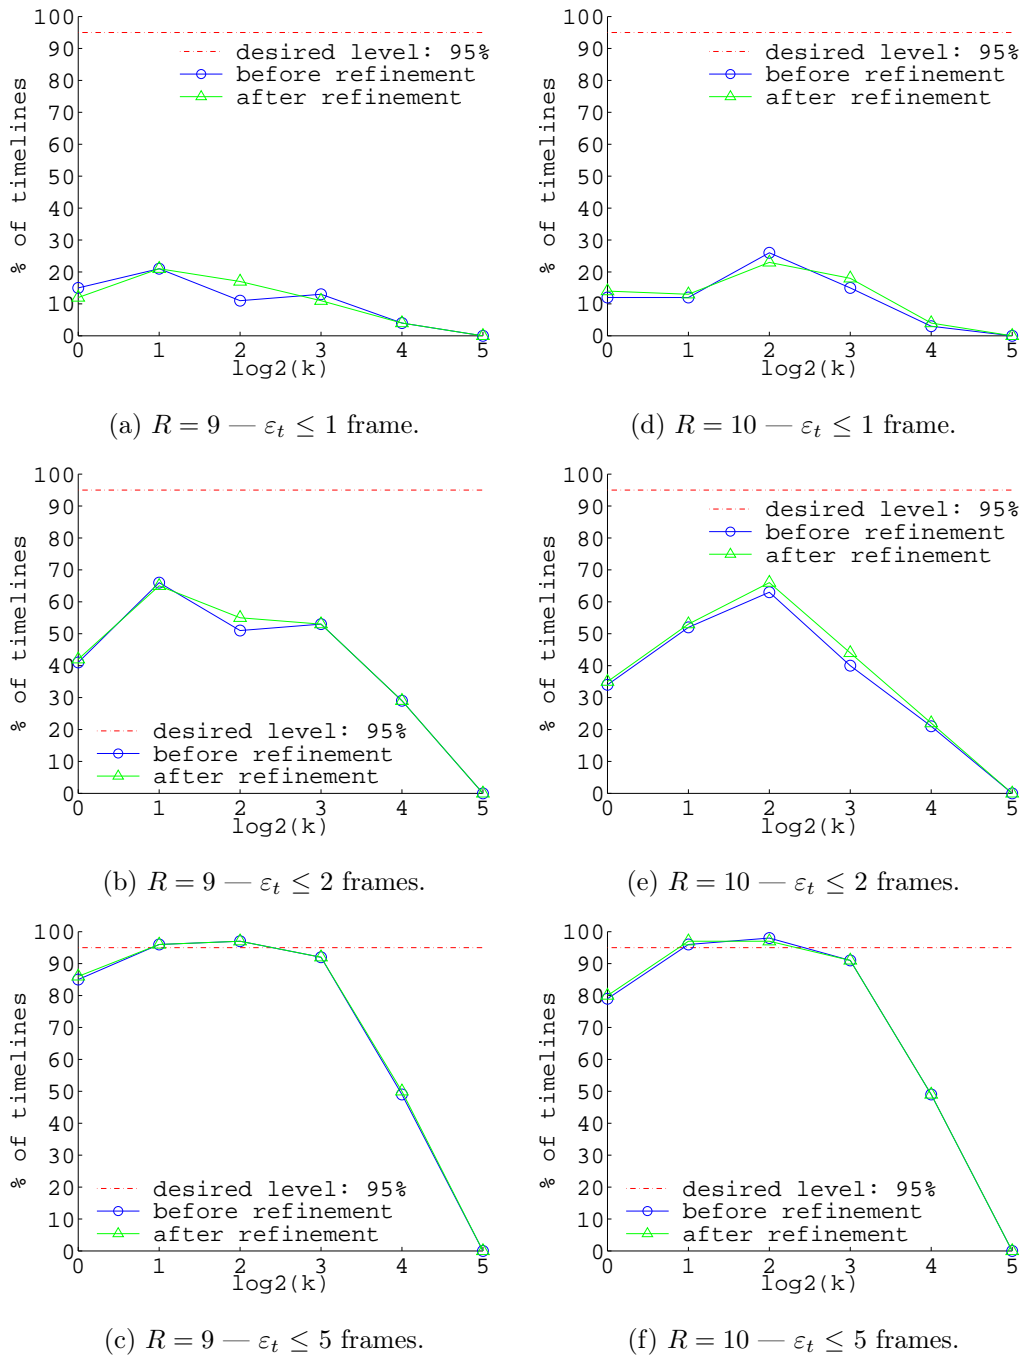 100
90
80
70
60
50
40
30
20
10
0
% of timelines
desired level: 95%
before refinement
after refinement
0 1 2 3 4 5
log2(k)
(a) R = 9 — εt ≤ 1 frame.
100
90
80
70
60
50
40
30
20
10
0
% of timelines
desired level: 95%
before refinement
after refinement
0 1 2 3 4 5
log2(k)
(d) R = 10 — εt ≤ 1 frame.
100
90
80
70
60
50
40
30
20
10
0
% of timelines
desired level: 95%
before refinement
after refinement
0 1 2 3 4 5
log2(k)
(b) R = 9 — εt ≤ 2 frames.
100
90
80
70
60
50
40
30
20
10
0
% of timelines
desired level: 95%
before refinement
after refinement
0 1 2 3 4 5
log2(k)
(e) R = 10 — εt ≤ 2 frames.
100
90
80
70
60
50
40
30
20
10
0
% of timelines
desired level: 95%
before refinement
after refinement
0 1 2 3 4 5
log2(k)
(c) R = 9 — εt ≤ 5 frames.
100
90
80
70
60
50
40
30
20
10
0
% of timelines
desired level: 95%
before refinement
after refinement
0 1 2 3 4 5
log2(k)
(f) R = 10 — εt ≤ 5 frames.